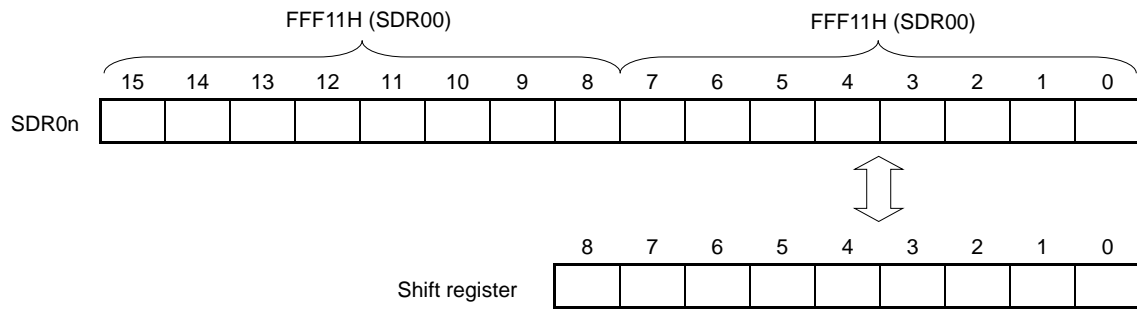 FFF11H (SDR00) FFF11H (SDR00)
15 14 13 12 11 10 9 8 7 6 5 4 3 2 1 0
SDR0n
8 7 6 5 4 3 2 1 0
Shift register